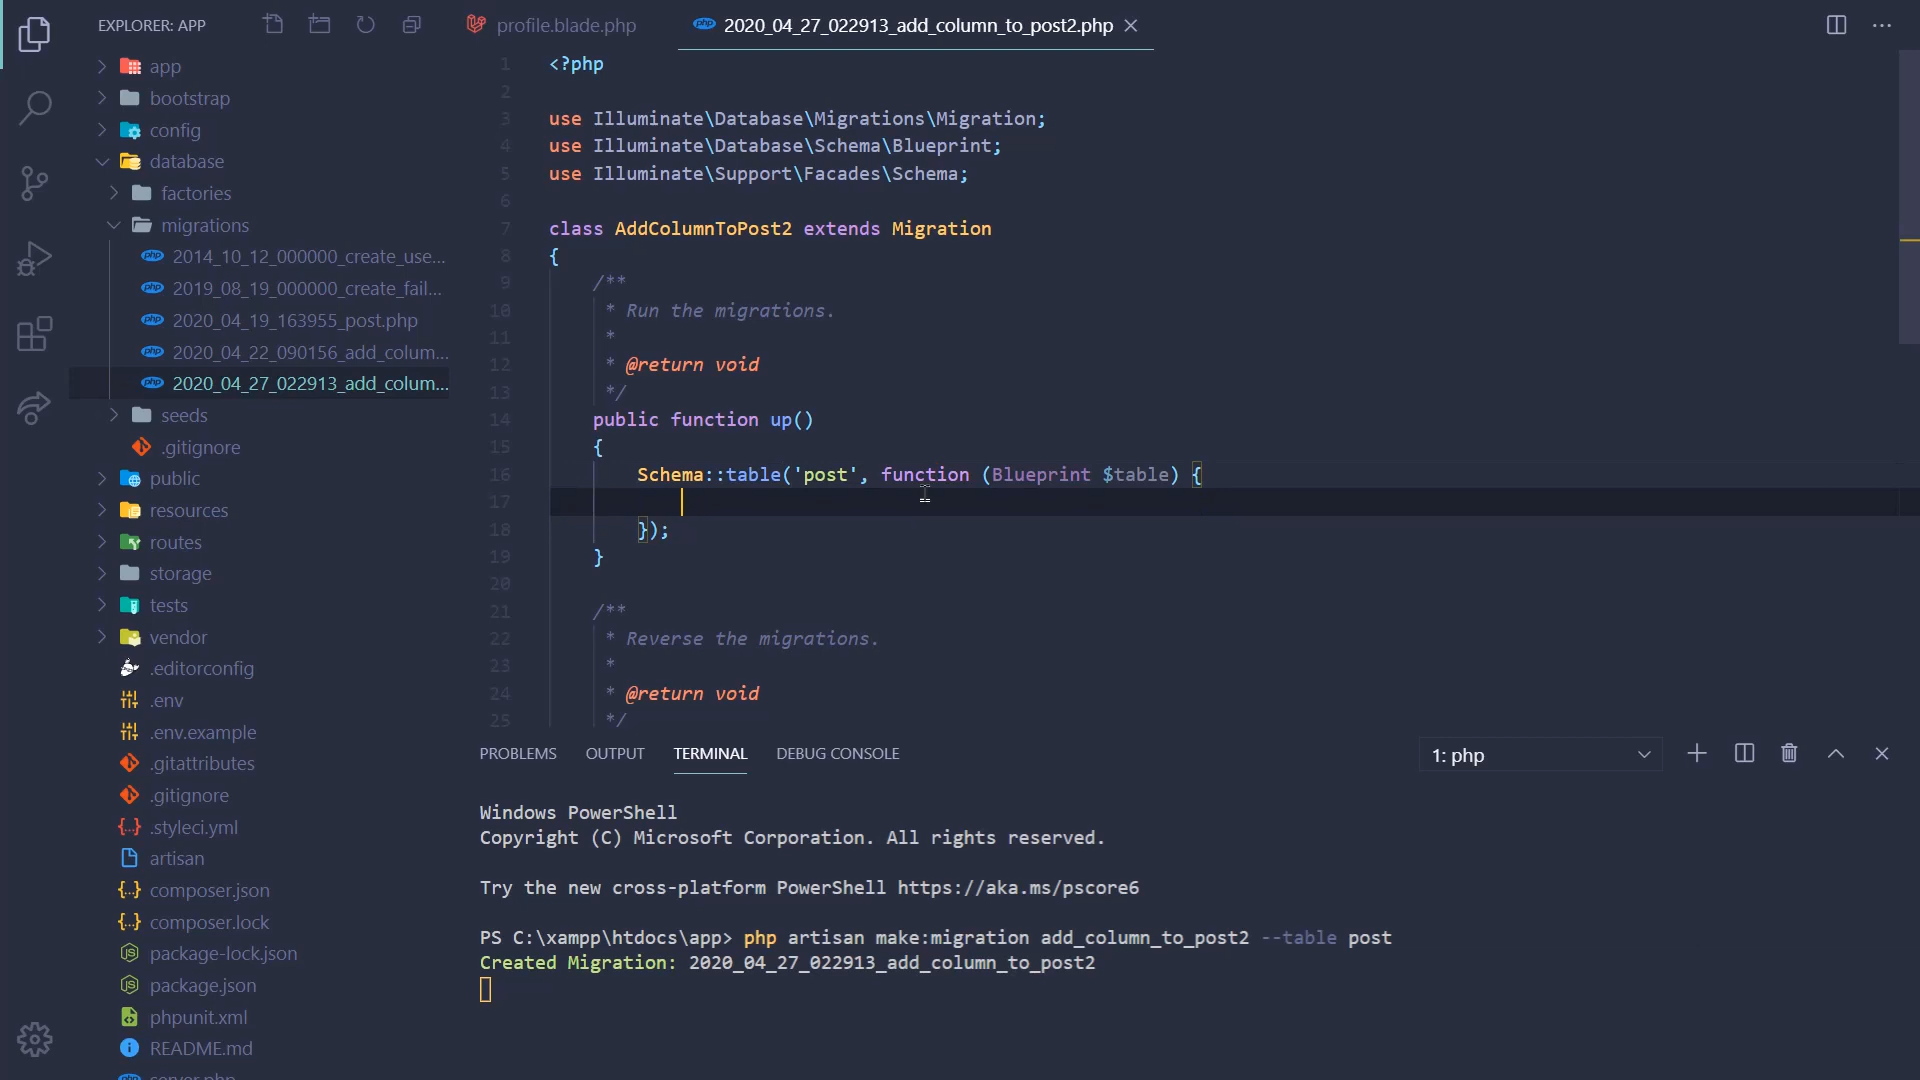 EXPLORER: APP
app
bootstrap
config
database
factories
migrations
2014_10_12_000000_create_use...
2019_08_19_000000_create_fail...
2020_04_19_163955_post.php
2020_04_22_090156_add_colum...
2020_04_27_022913_add_colum...
seeds
.gitignore
public
resources
routes
storage
tests
vendor
.editorconfig
.env
.env.example
.gitattributes
.gitignore
.styleci.yml
artisan
composer.json
composer.lock
package-lock.json
package.json
phpunit.xml
README.md
server.php
profile.blade.php
2020_04_27_022913_add_column_to_post2.php
1 <?php
2
3 use Illuminate\Database\Migrations\Migration;
4 use Illuminate\Database\Schema\Blueprint;
5 use Illuminate\Support\Facades\Schema;
6
7 class AddColumnToPost2 extends Migration
8 {
9 /**
10 * Run the migrations.
11 *
12 * @return void
13 */
14 public function up()
15 {
16 Schema::table('post', function (Blueprint $table) {
17
18 });
19 }
20
21 /**
22 * Reverse the migrations.
23 *
24 * @return void
25 */
PROBLEMS OUTPUT TERMINAL DEBUG CONSOLE 1: php
Windows PowerShell
Copyright (C) Microsoft Corporation. All rights reserved.
Try the new cross-platform PowerShell https://aka.ms/pscore6
PS C:\xampp\htdocs\app> php artisan make:migration add_column_to_post2 --table post
Created Migration: 2020_04_27_022913_add_column_to_post2